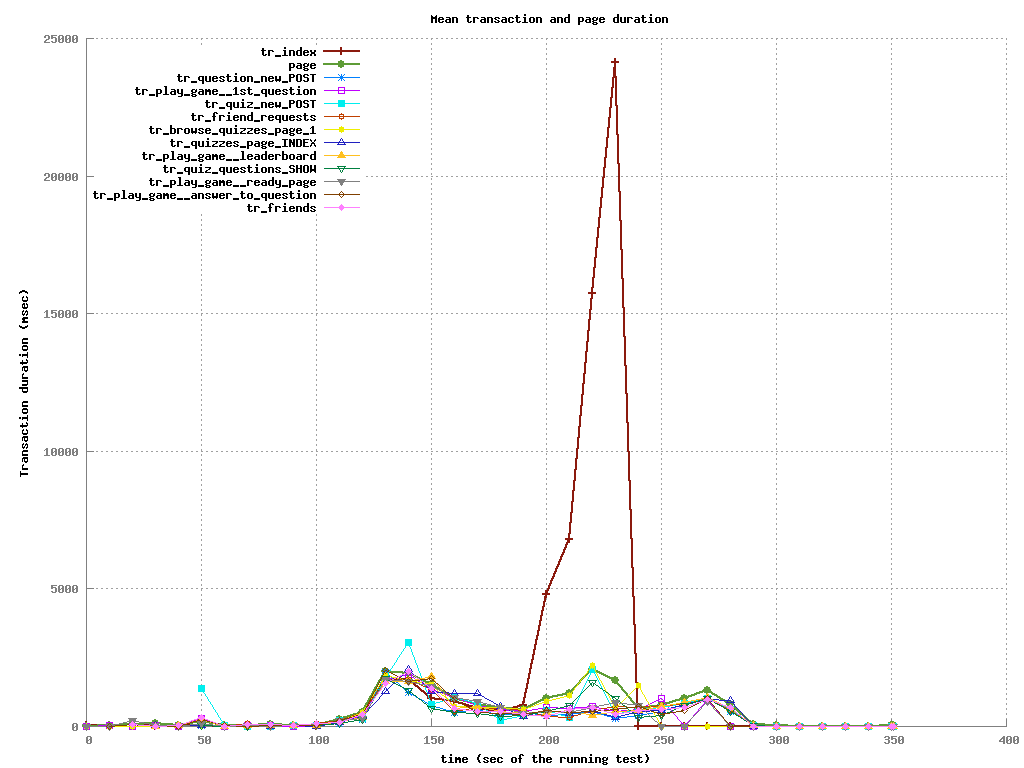 Mean transaction and page duration
25000
20000
15000
10000
5000
0
Transaction duration (msec)
tr_index
page
tr_question_new_POST
tr_play_game__1st_question
tr_quiz_new_POST
tr_friend_requests
tr_browse_quizzes_page_1
tr_quizzes_page_INDEX
tr_play_game__leaderboard
tr_quiz_questions_SHOW
tr_play_game__ready_page
tr_play_game__answer_to_question
tr_friends
0 50 100 150 200 250 300 350 400
time (sec of the running test)